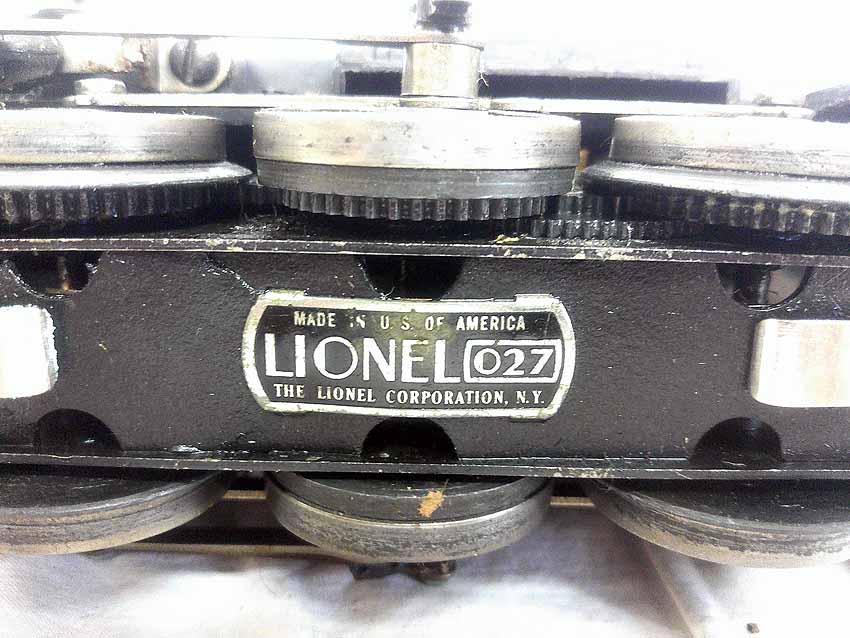 MADE IN U.S. OF AMERICA
LIONEL 027
THE LIONEL CORPORATION, N.Y.